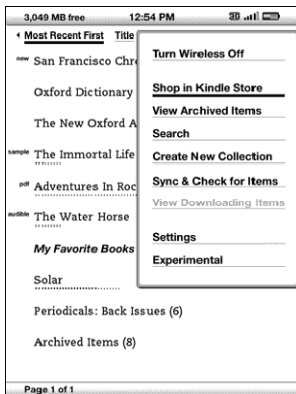 3,049 MB free 12:54 PM 3G
Most Recent First Title
new San Francisco Chro
Oxford Dictionary
The New Oxford A
sample The Immortal Life
pdf Adventures In Roc
audible The Water Horse
My Favorite Books
Solar
Periodicals: Back Issues (6)
Archived Items (8)
Page 1 of 1
Turn Wireless Off
Shop in Kindle Store
View Archived Items
Search
Create New Collection
Sync & Check for Items
View Downloading Items
Settings
Experimental